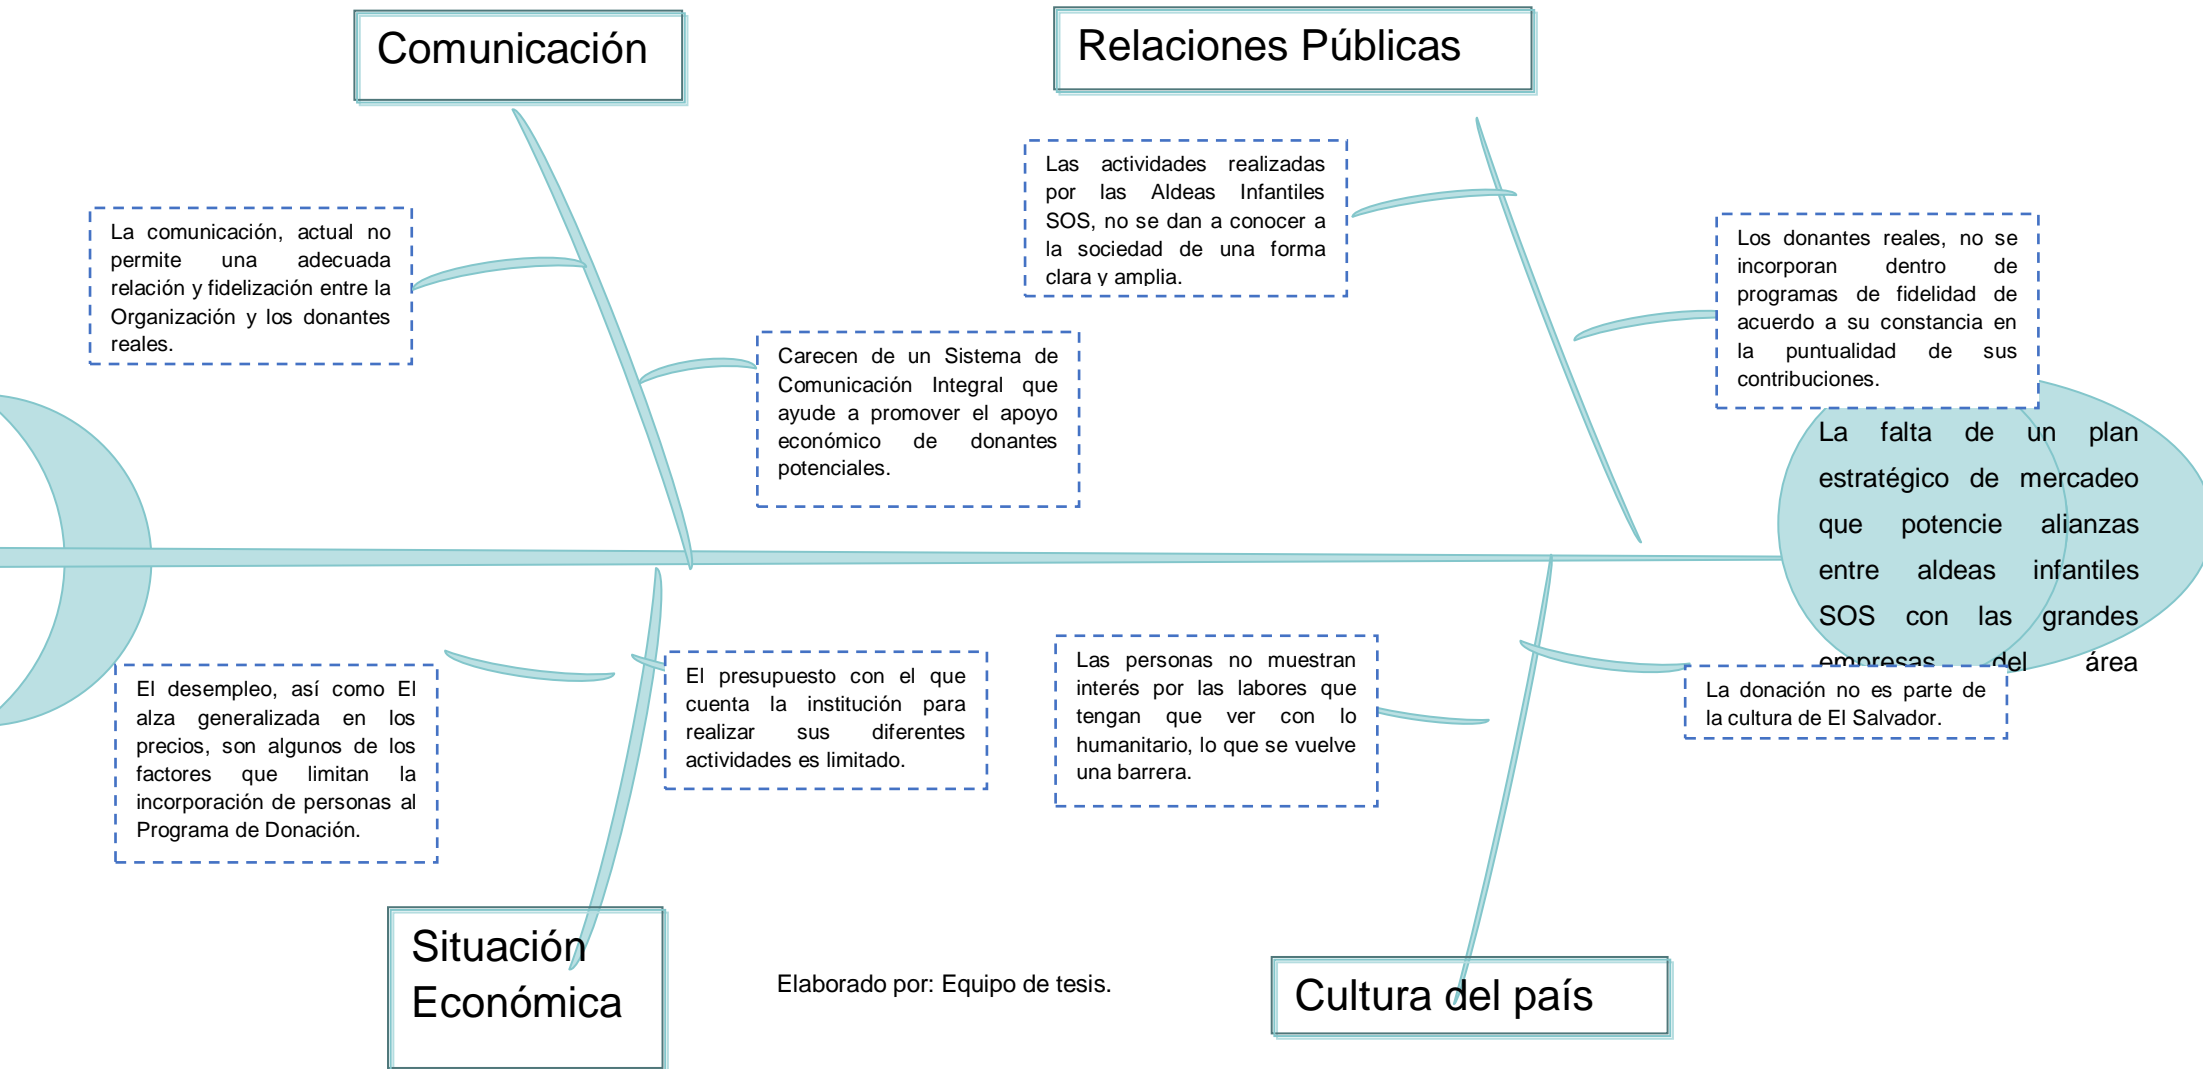 Comunicación
Relaciones Públicas
La comunicación, actual no
permite una adecuada
relación y fidelización entre la
Organización y los donantes
reales.
Carecen de un Sistema de
Comunicación Integral que
ayude a promover el apoyo
económico de donantes
potenciales.
Las actividades realizadas
por las Aldeas Infantiles
SOS, no se dan a conocer a
la sociedad de una forma
clara y amplia.
Los donantes reales, no se
incorporan dentro de
programas de fidelidad de
acuerdo a su constancia en
la puntualidad de sus
contribuciones.
La falta de un plan
estratégico de mercadeo
que potencie alianzas
entre aldeas infantiles
SOS con las grandes
empresas del área
El desempleo, así como El
alza generalizada en los
precios, son algunos de los
factores que limitan la
incorporación de personas al
Programa de Donación.
El presupuesto con el que
cuenta la institución para
realizar sus diferentes
actividades es limitado.
Las personas no muestran
interés por las labores que
tengan que ver con lo
humanitario, lo que se vuelve
una barrera.
La donación no es parte de
la cultura de El Salvador.
Situación
Económica
Elaborado por: Equipo de tesis.
Cultura del país